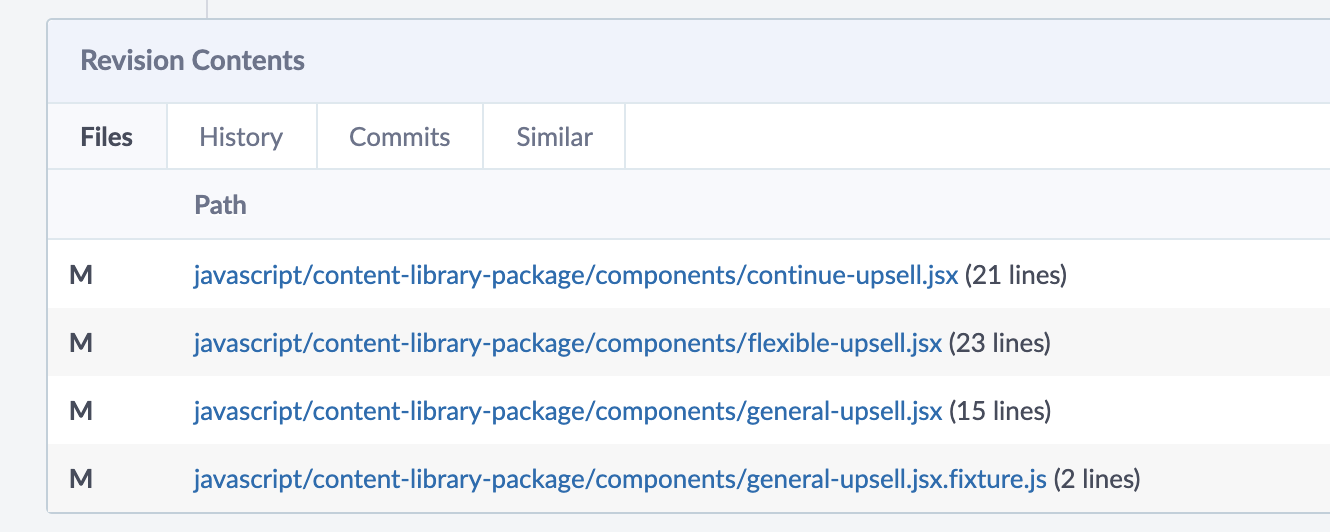 Revision Contents
Files History Commits Similar
Path
M javascript/content-library-package/components/continue-upsell.jsx (21 lines)
M javascript/content-library-package/components/flexible-upsell.jsx (23 lines)
M javascript/content-library-package/components/general-upsell.jsx (15 lines)
M javascript/content-library-package/components/general-upsell.jsx.fixture.js (2 lines)